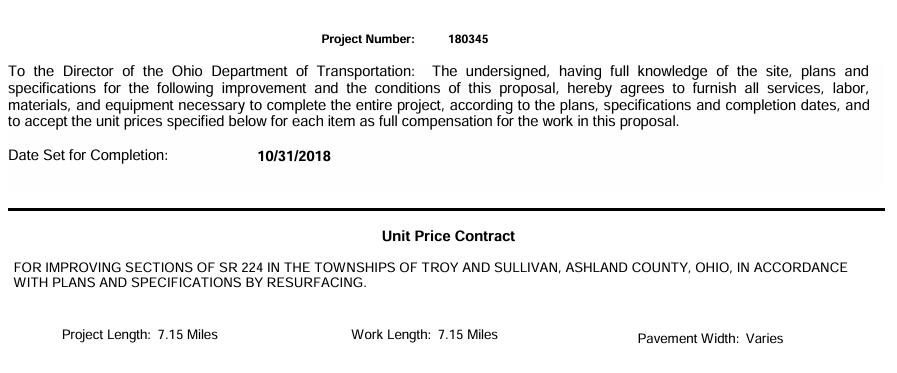 Project Number: 180345
To the Director of the Ohio Department of Transportation: The undersigned, having full knowledge of the site, plans and
specifications for the following improvement and the conditions of this proposal, hereby agrees to furnish all services, labor,
materials, and equipment necessary to complete the entire project, according to the plans, specifications and completion dates, and
to accept the unit prices specified below for each item as full compensation for the work in this proposal.
Date Set for Completion: 10/31/2018
Unit Price Contract
FOR IMPROVING SECTIONS OF SR 224 IN THE TOWNSHIPS OF TROY AND SULLIVAN, ASHLAND COUNTY, OHIO, IN ACCORDANCE
WITH PLANS AND SPECIFICATIONS BY RESURFACING.
Project Length: 7.15 Miles Work Length: 7.15 Miles Pavement Width: Varies